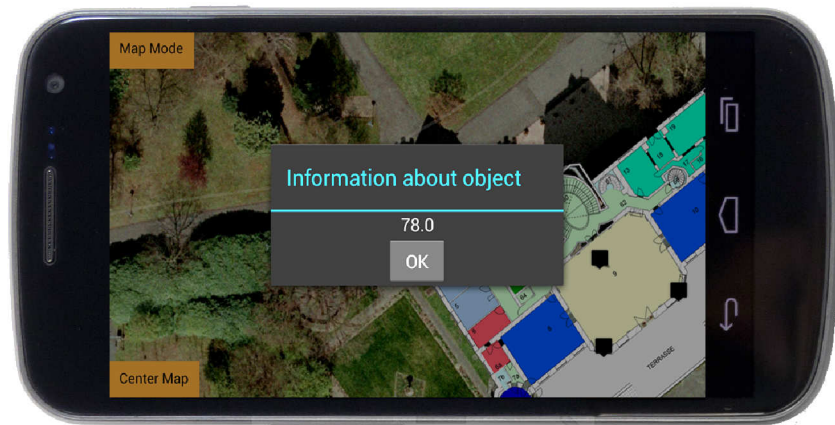 Map Mode
Information about object
78.0
OK
TERRASSE
Center Map